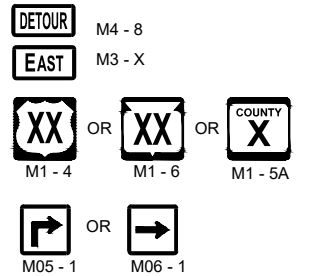 DETOUR M4 - 8
EAST M3 - X
XX OR XX OR COUNTY X
M1 - 4 M1 - 6 M1 - 5A
OR
M05 - 1 M06 - 1